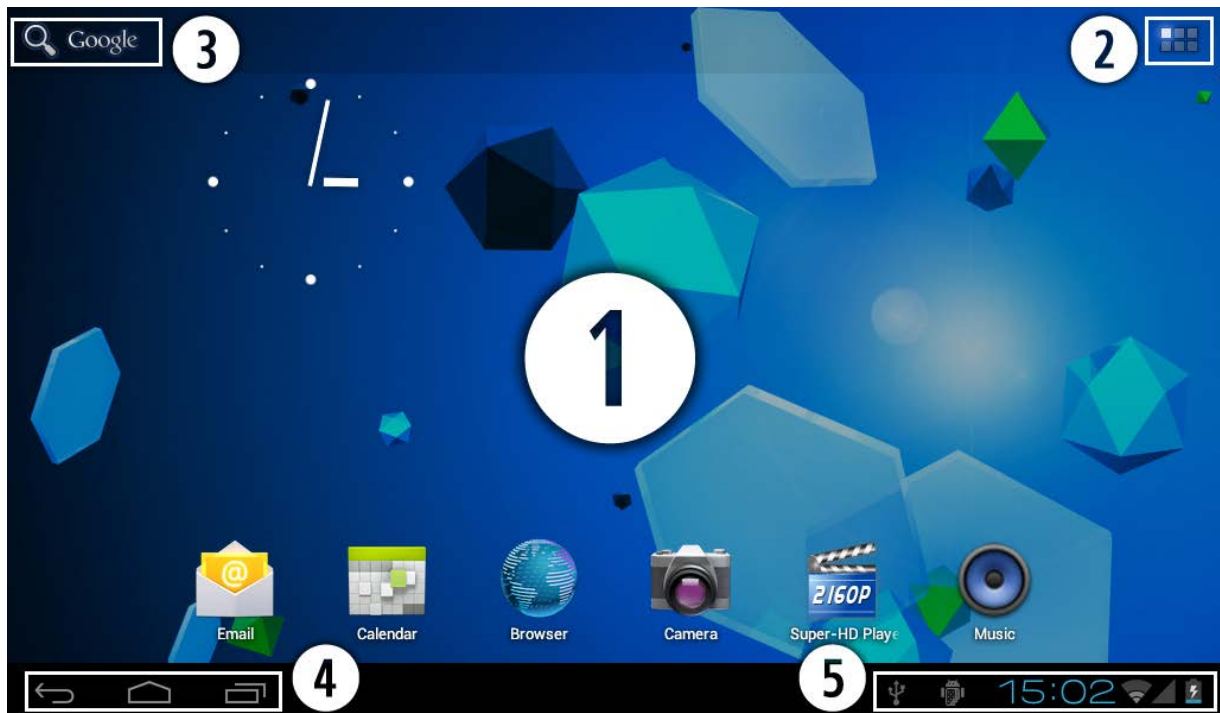 Google
3
2
1
@
2160P
Email
Calendar
Browser
Camera
Super-HD Playe
Music
4
5
15:02